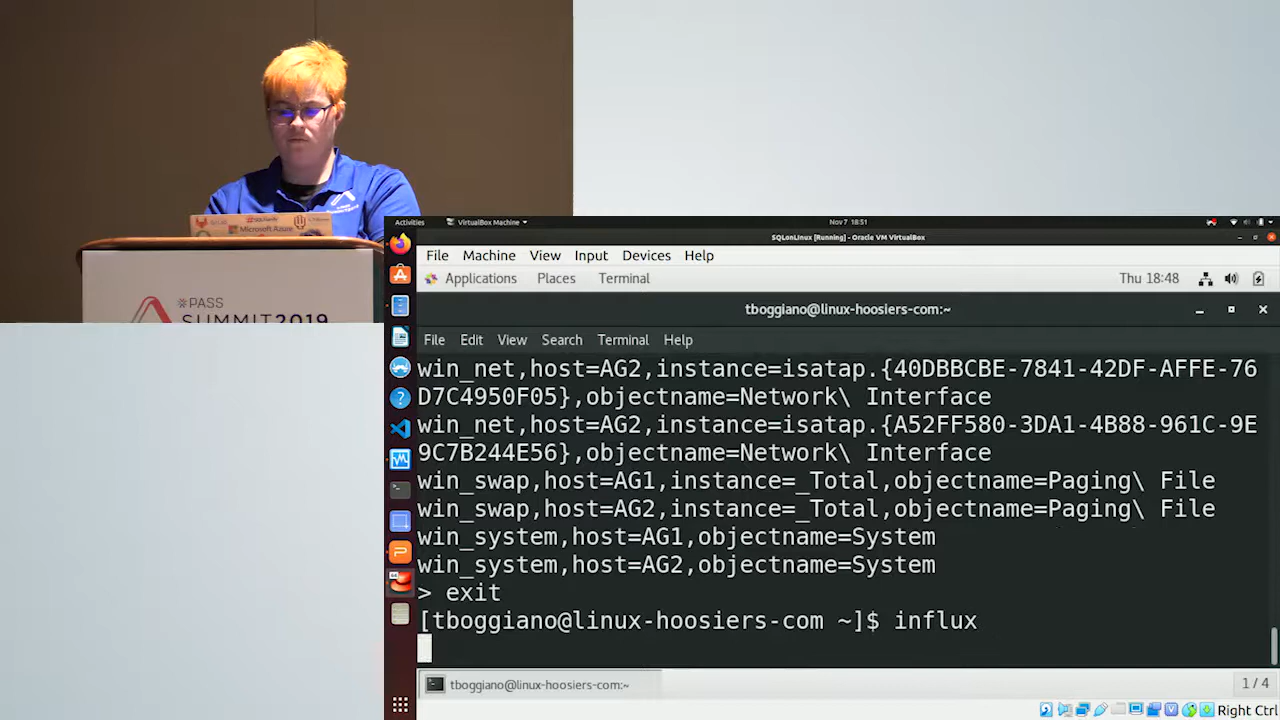 Microsoft Azure
PASS
SUMMIT 2019
Activities
VirtualBox Machine
Nov 7 18:51
SQLonLinux [Running] - Oracle VM VirtualBox
File Machine View Input Devices Help
Applications Places Terminal Thu 18:48
tboggiano@linux-hoosiers-com:~
File Edit View Search Terminal Help
win_net,host=AG2,instance=isatap.{40DBBCBE-7841-42DF-AFFE-76
D7C4950F05},objectname=Network\ Interface
win_net,host=AG2,instance=isatap.{A52FF580-3DA1-4B88-961C-9E
9C7B244E56},objectname=Network\ Interface
win_swap,host=AG1,instance=_Total,objectname=Paging\ File
win_swap,host=AG2,instance=_Total,objectname=Paging\ File
win_system,host=AG1,objectname=System
win_system,host=AG2,objectname=System
> exit
[tboggiano@linux-hoosiers-com ~]$ influx
tboggiano@linux-hoosiers-com:~
1 / 4
Right Ctrl